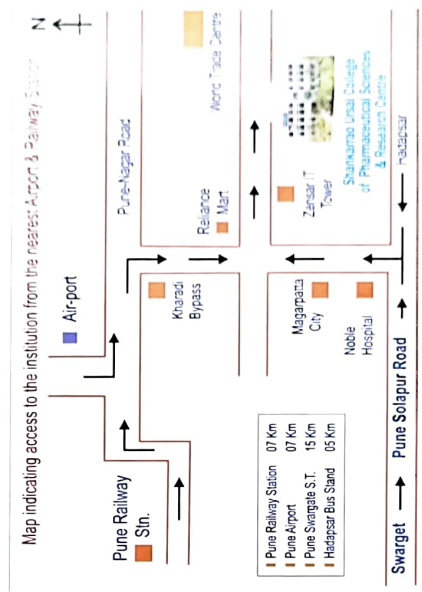 Map indicating access to the institution from the nearest Airport & Railway Station
N
Air-port
Pune Railway
Stn.
Pune-Nagar Road
Kharadi
Bypass
Reliance
Mart
World Trade Centre
Magarpatta
City
Noble
Hospital
Zensar IT
Tower
Shankarrao Ursal College
of Pharmaceutical Sciences
& Research Centre
Hadapsar
Pune Railway Station 07 Km
Pune Airport 07 Km
Pune Swargate S.T. 15 Km
Hadapsar Bus Stand 05 Km
Swarget
Pune Solapur Road